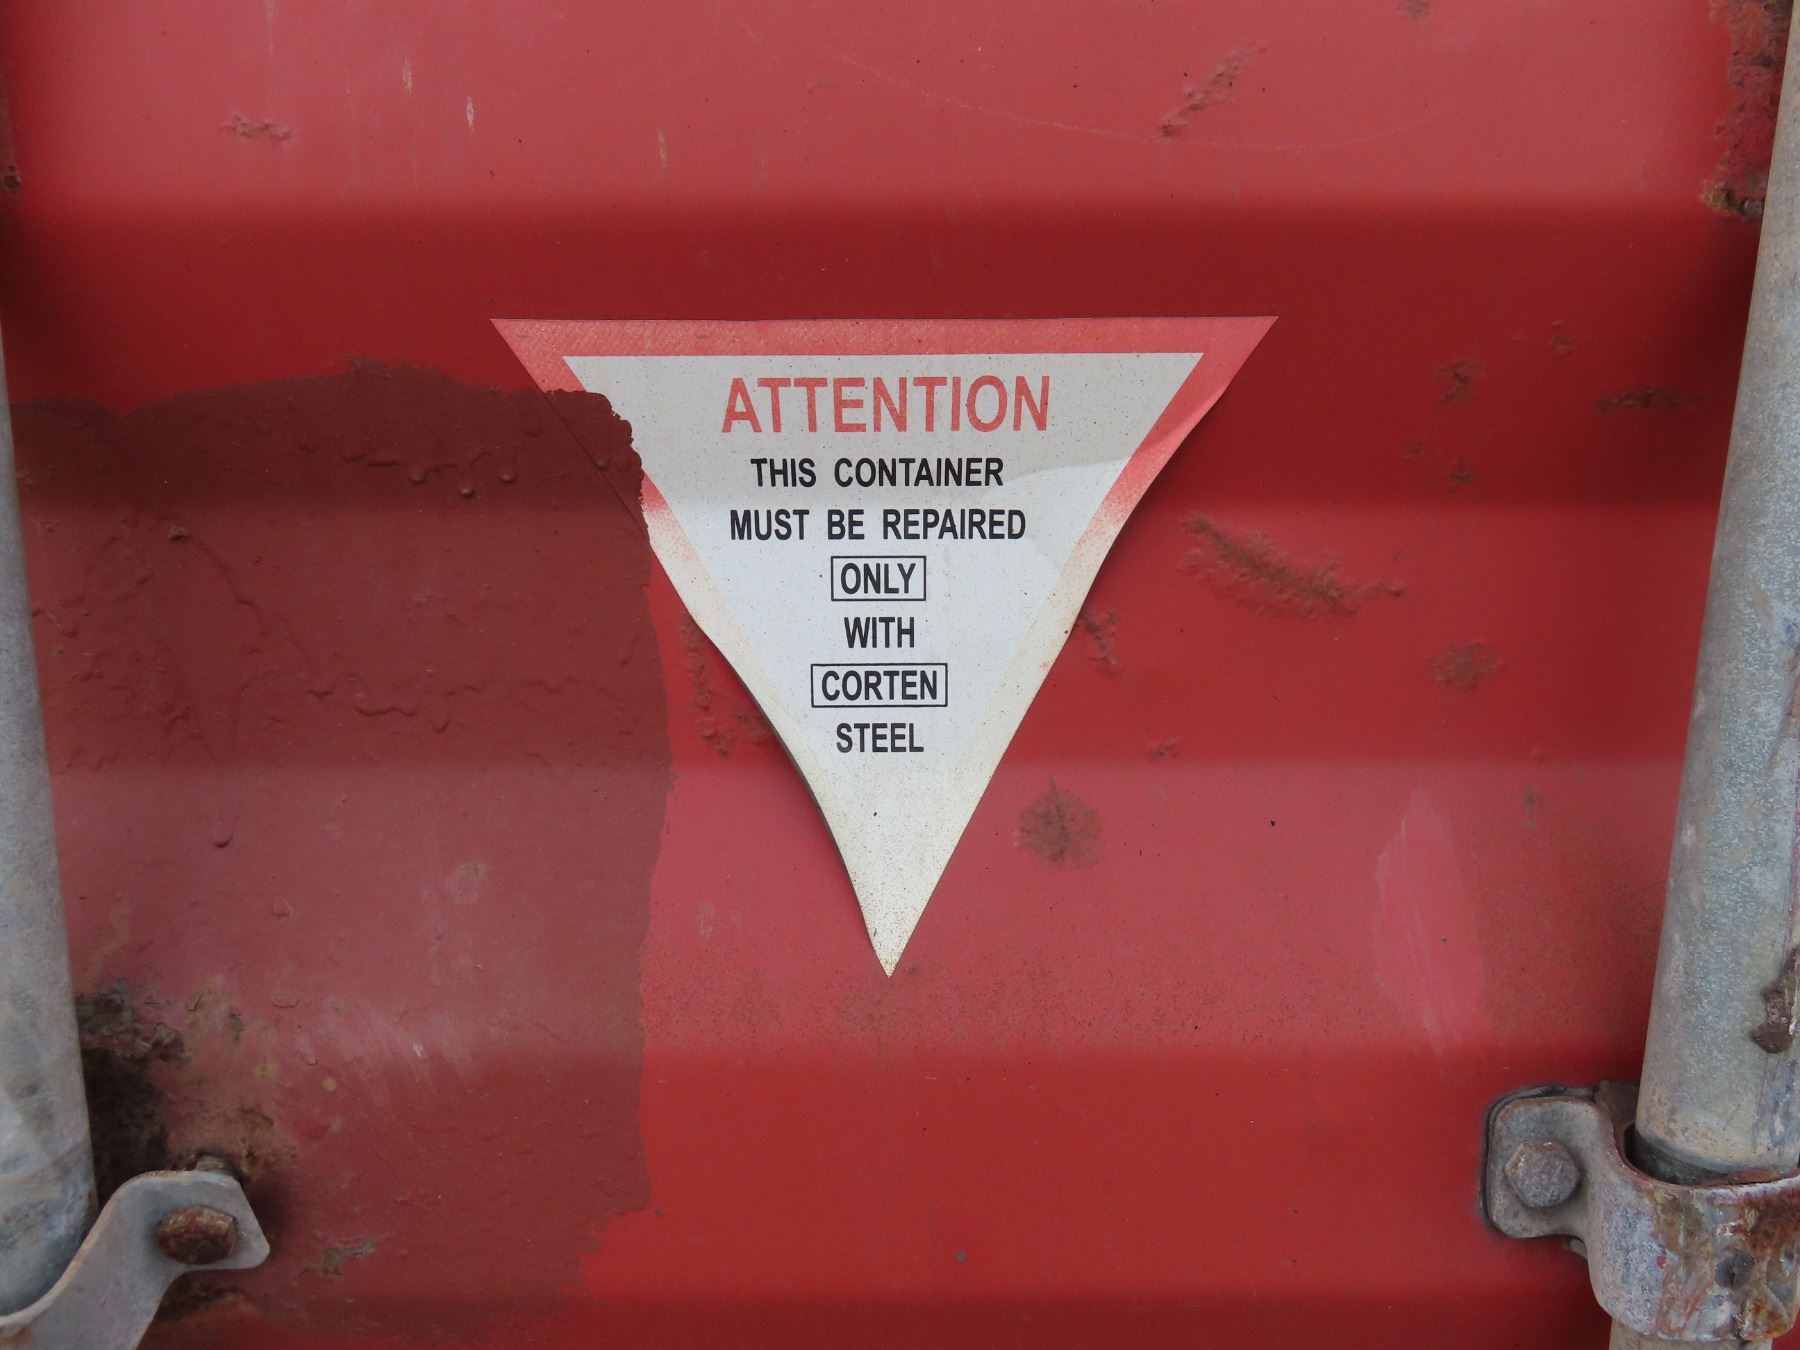 ATTENTION
THIS CONTAINER
MUST BE REPAIRED
ONLY
WITH
CORTEN
STEEL